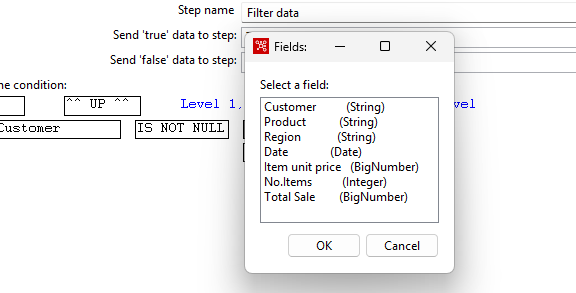 Step name Filter data
Send 'true' data to step:
Fields:
Send 'false' data to step:
condition:
Select a field:
^^ UP ^^ Level 1,
Customer IS NOT NULL
Customer (String)
Product (String)
Region (String)
Date (Date)
Item unit price (BigNumber)
No.Items (Integer)
Total Sale (BigNumber)
OK Cancel